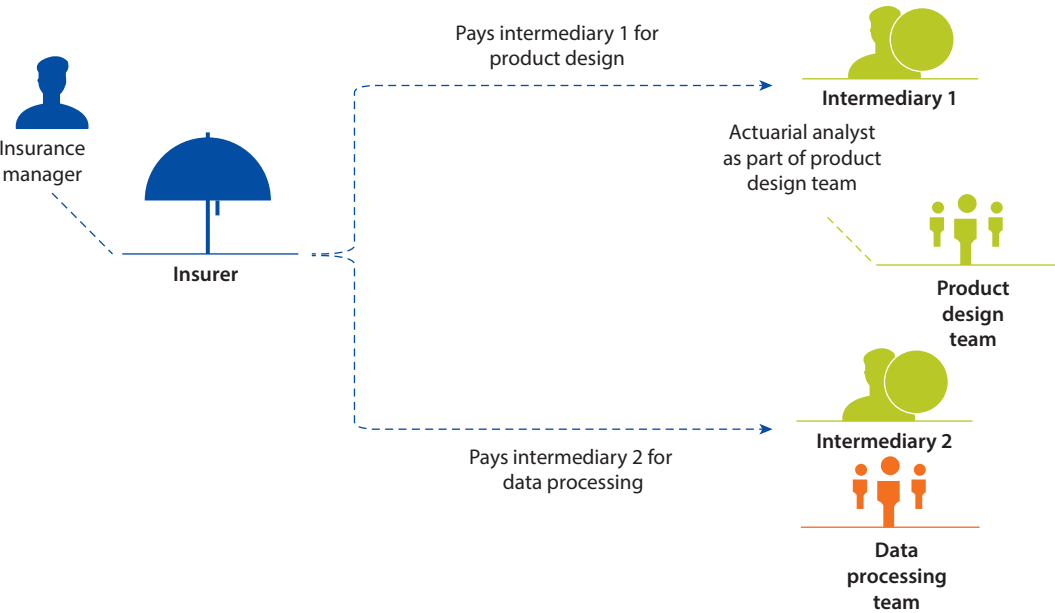 Pays intermediary 1 for
product design
Insurance
manager
Insurer
Intermediary 1
Actuarial analyst
as part of product
design team
Product
design
team
Pays intermediary 2 for
data processing
Intermediary 2
Data
processing
team